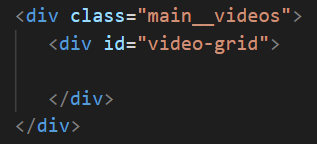 <div class="main__videos">
<div id="video-grid">
</div>
</div>